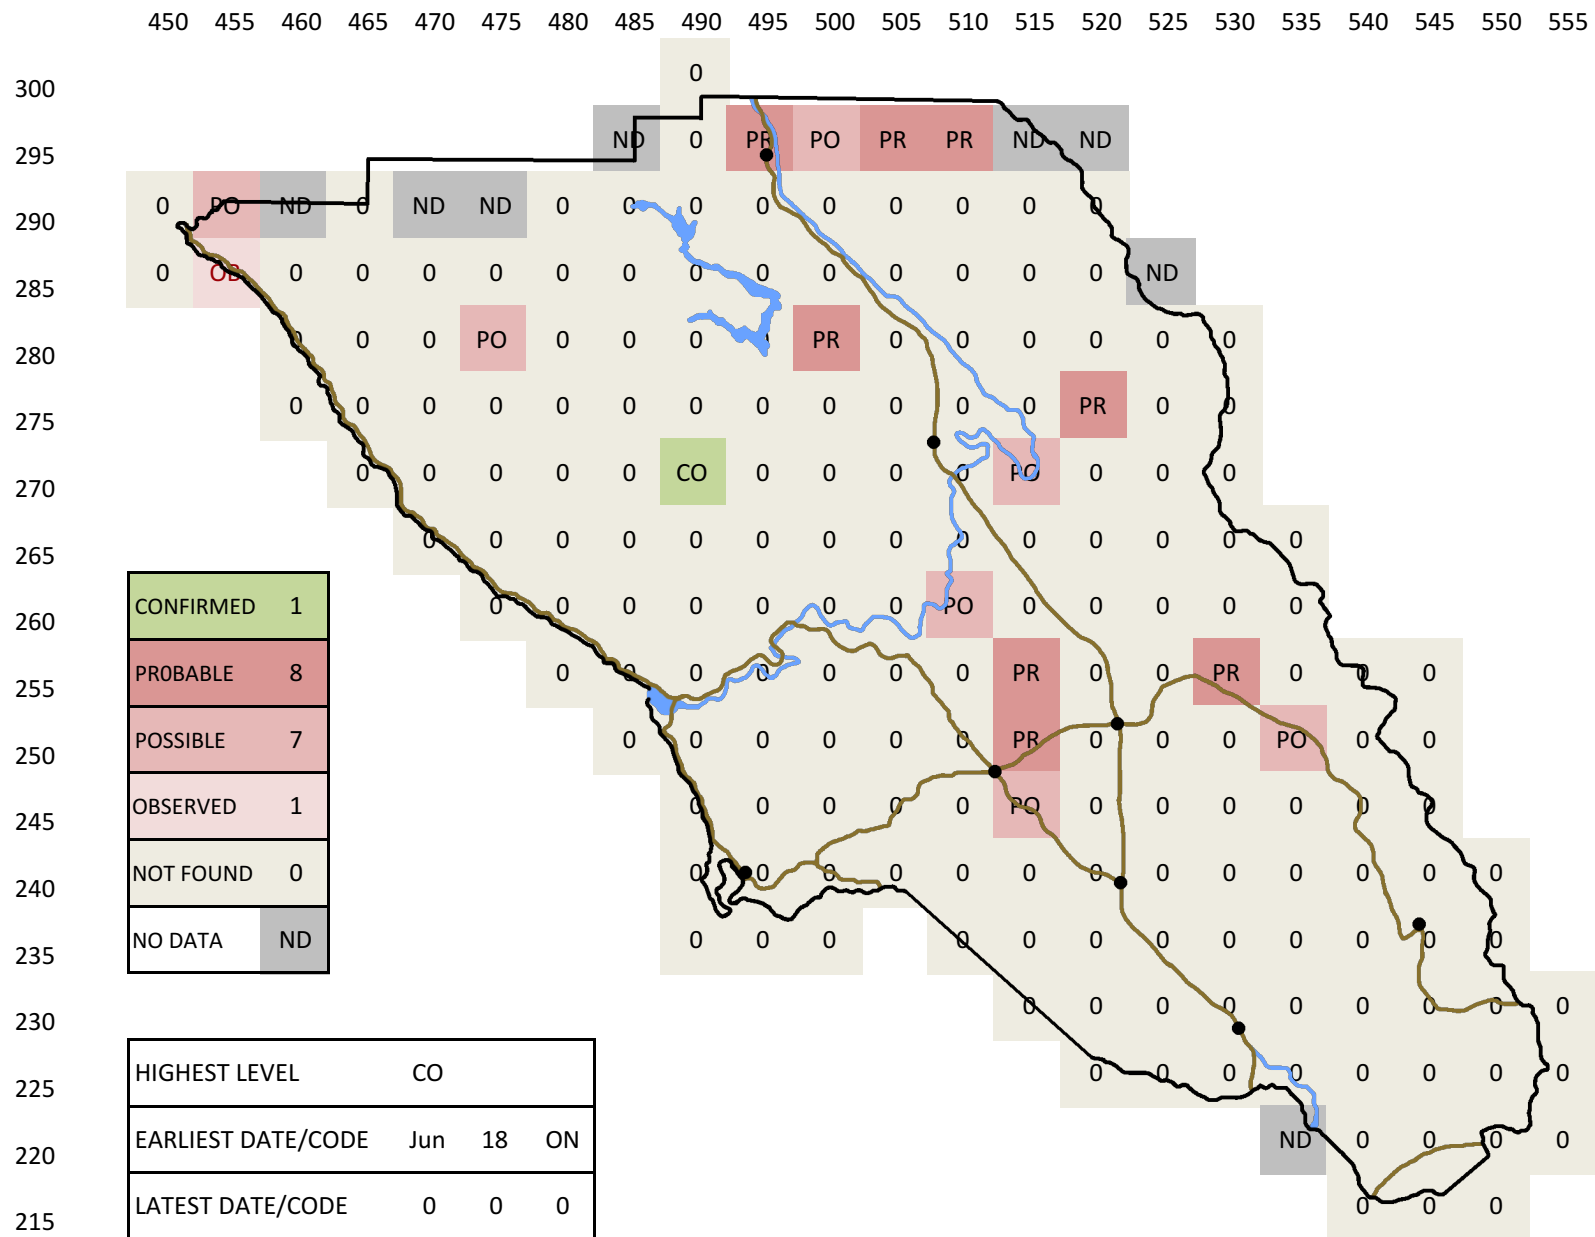 450 455 460 465 470 475 480 485 490 495 500 505 510 515 520 525 530 535 540 545 550 555
300 0
295 ND 0 PR PO PR PR ND ND
290 0 PO ND 0 ND ND 0 0 0 0 0 0 0 0 0
285 0 OB 0 0 0 0 0 0 0 0 0 0 0 0 0 ND
280 0 0 0 PO 0 0 0 0 PR 0 0 0 0 0 0
275 0 0 0 0 0 0 0 0 0 0 0 0 PR 0 0
270 0 0 0 0 0 CO 0 0 0 0 PO 0 0 0
265 0 0 0 0 0 0 0 0 0 0 0 0 0 0
260 0 0 0 0 0 0 0 PO 0 0 0 0 0
255 0 0 0 0 0 0 0 PR 0 0 PR 0 0 0
250 0 0 0 0 0 0 PR 0 0 0 PO 0 0
245 0 0 0 0 0 PO 0 0 0 0 0 0
240 0 0 0 0 0 0 0 0 0 0 0 0 0
235 0 0 0 0 0 0 0 0 0 0 0 0
230 0 0 0 0 0 0 0 0 0
225 0 0 0 0 0 0 0 0
220 ND 0 0 0 0
215 0 0 0
CONFIRMED 1
PR0BABLE 8
POSSIBLE 7
OBSERVED 1
NOT FOUND 0
NO DATA ND
HIGHEST LEVEL CO
EARLIEST DATE/CODE Jun 18 ON
LATEST DATE/CODE 0 0 0